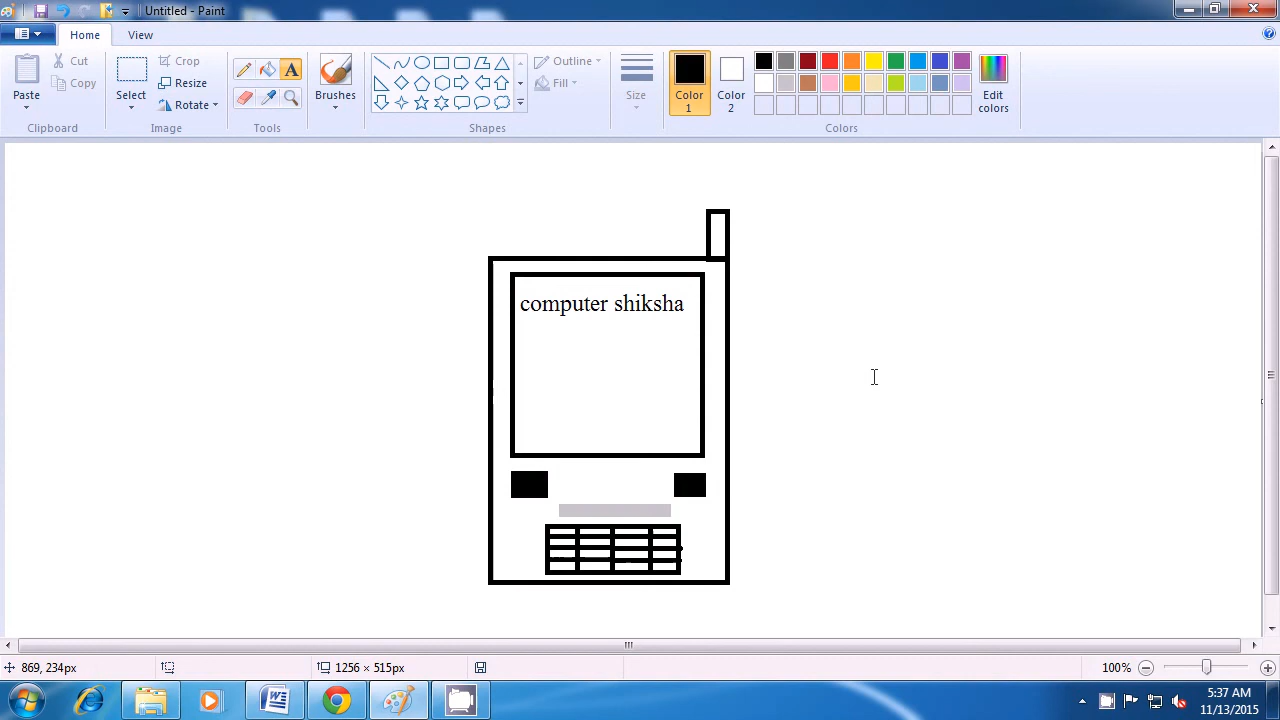 Untitled - Paint
Home View
Paste
Cut
Copy
Clipboard
Select
Crop
Resize
Rotate
Image
A
Tools
Brushes
Shapes
Outline
Fill
Size
Color 1
Color 2
Edit colors
Colors
computer shiksha
869, 234px
1256 × 515px
100%
5:37 AM
11/13/2015